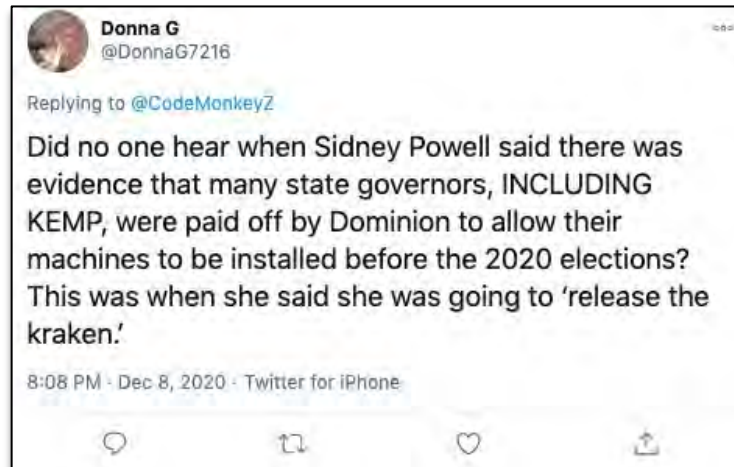 Donna G
@DonnaG7216
Replying to @CodeMonkeyZ
Did no one hear when Sidney Powell said there was
evidence that many state governors, INCLUDING
KEMP, were paid off by Dominion to allow their
machines to be installed before the 2020 elections?
This was when she said she was going to ‘release the
kraken.’
8:08 PM · Dec 8, 2020 · Twitter for iPhone